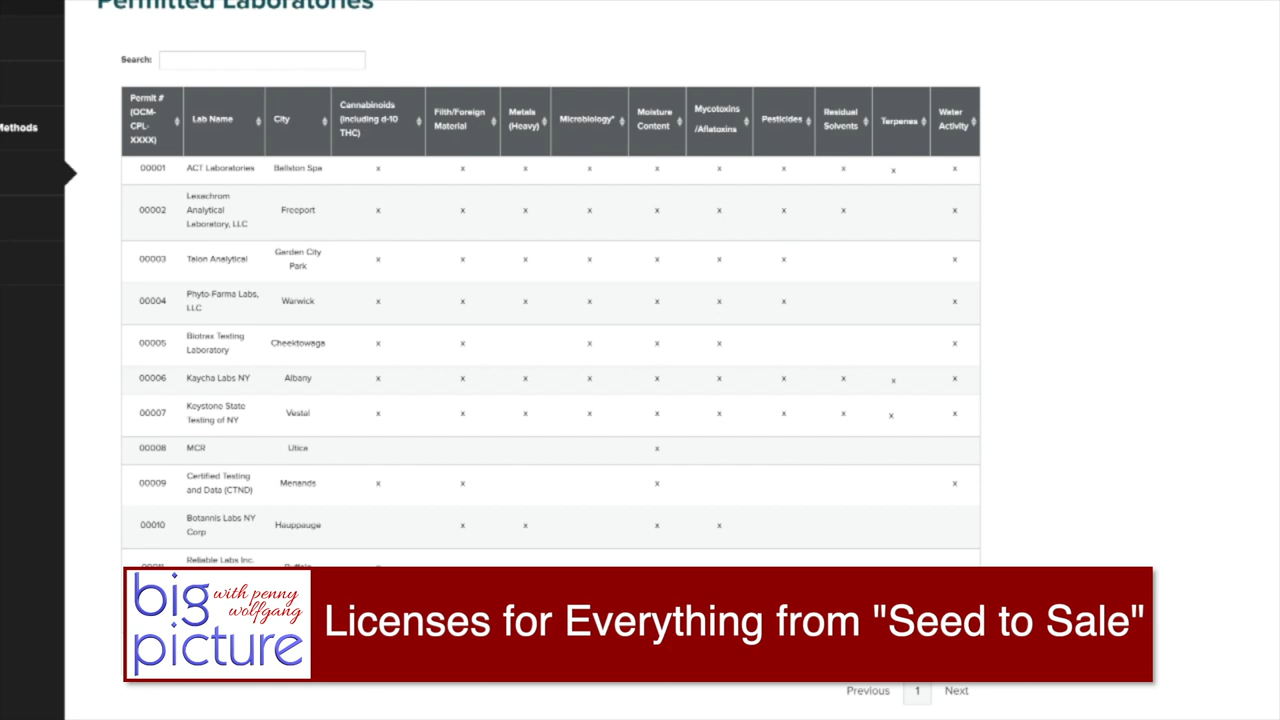 Permitted Laboratories
Search:
Methods
Permit # (OCM-CPL-XXXX) Lab Name City Cannabinoids (including d-10 THC) Filth/Foreign Material Metals (Heavy) Microbiology* Moisture Content Mycotoxins /Aflatoxins Pesticides Residual Solvents Terpenes Water Activity
00001 ACT Laboratories Ballston Spa x x x x x x x x x x
00002 Lexachrom Analytical Laboratory, LLC Freeport x x x x x x x x x
00003 Talon Analytical Garden City Park x x x x x x x x
00004 Phyto-Farma Labs, LLC Warwick x x x x x x x x
00005 Biotrax Testing Laboratory Cheektowaga x x x x x x
00006 Kaycha Labs NY Albany x x x x x x x x x x
00007 Keystone State Testing of NY Vestal x x x x x x x x x x
00008 MCR Utica x
00009 Certified Testing and Data (CTND) Menands x x x x
00010 Botannis Labs NY Corp Hauppauge x x x x
Reliable Labs Inc.
big with penny wolfgang picture
Licenses for Everything from "Seed to Sale"
Previous 1 Next